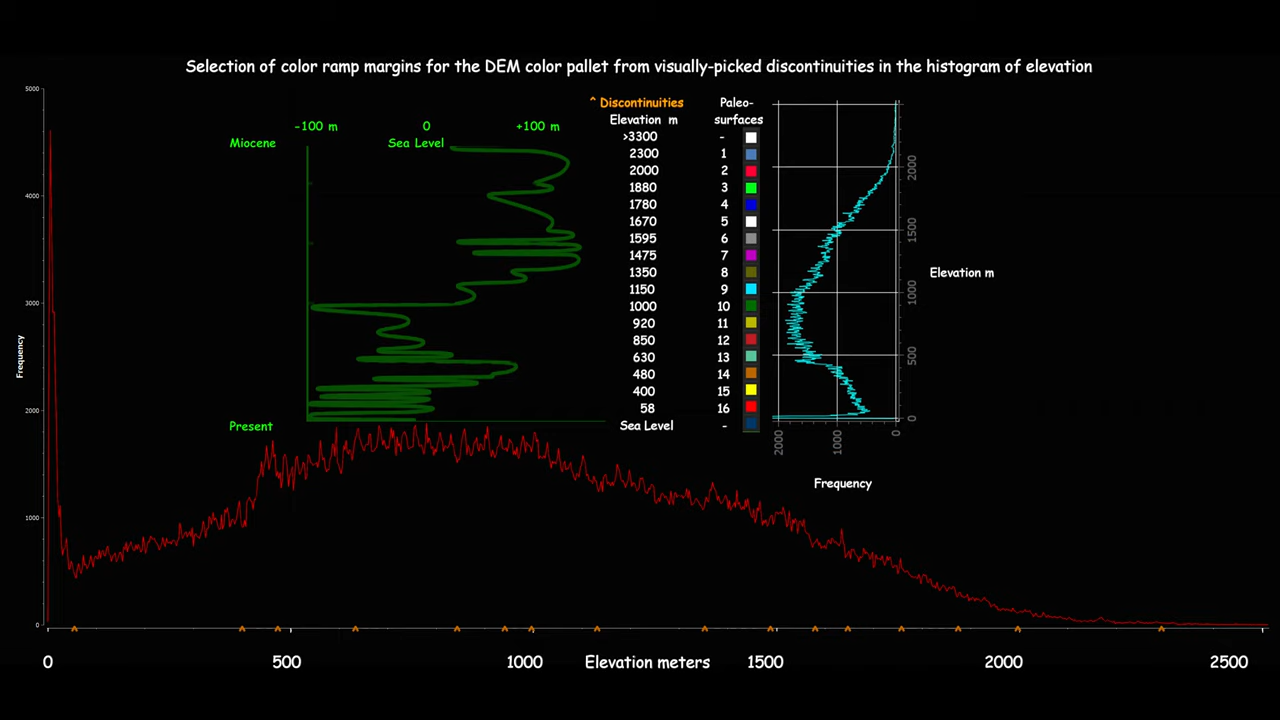 Selection of color ramp margins for the DEM color pallet from visually-picked discontinuities in the histogram of elevation
5000
4000
3000
2000
1000
0
Frequency
-100 m 0 +100 m
Miocene Sea Level
Present
^ Discontinuities Paleo-
Elevation m surfaces
>3300 -
2300 1
2000 2
1880 3
1780 4
1670 5
1595 6
1475 7
1350 8
1150 9
1000 10
920 11
850 12
630 13
480 14
400 15
58 16
Sea Level -
2000
1500
1000
500
0
Elevation m
2000 1000 0
Frequency
0 500 1000 Elevation meters 1500 2000 2500